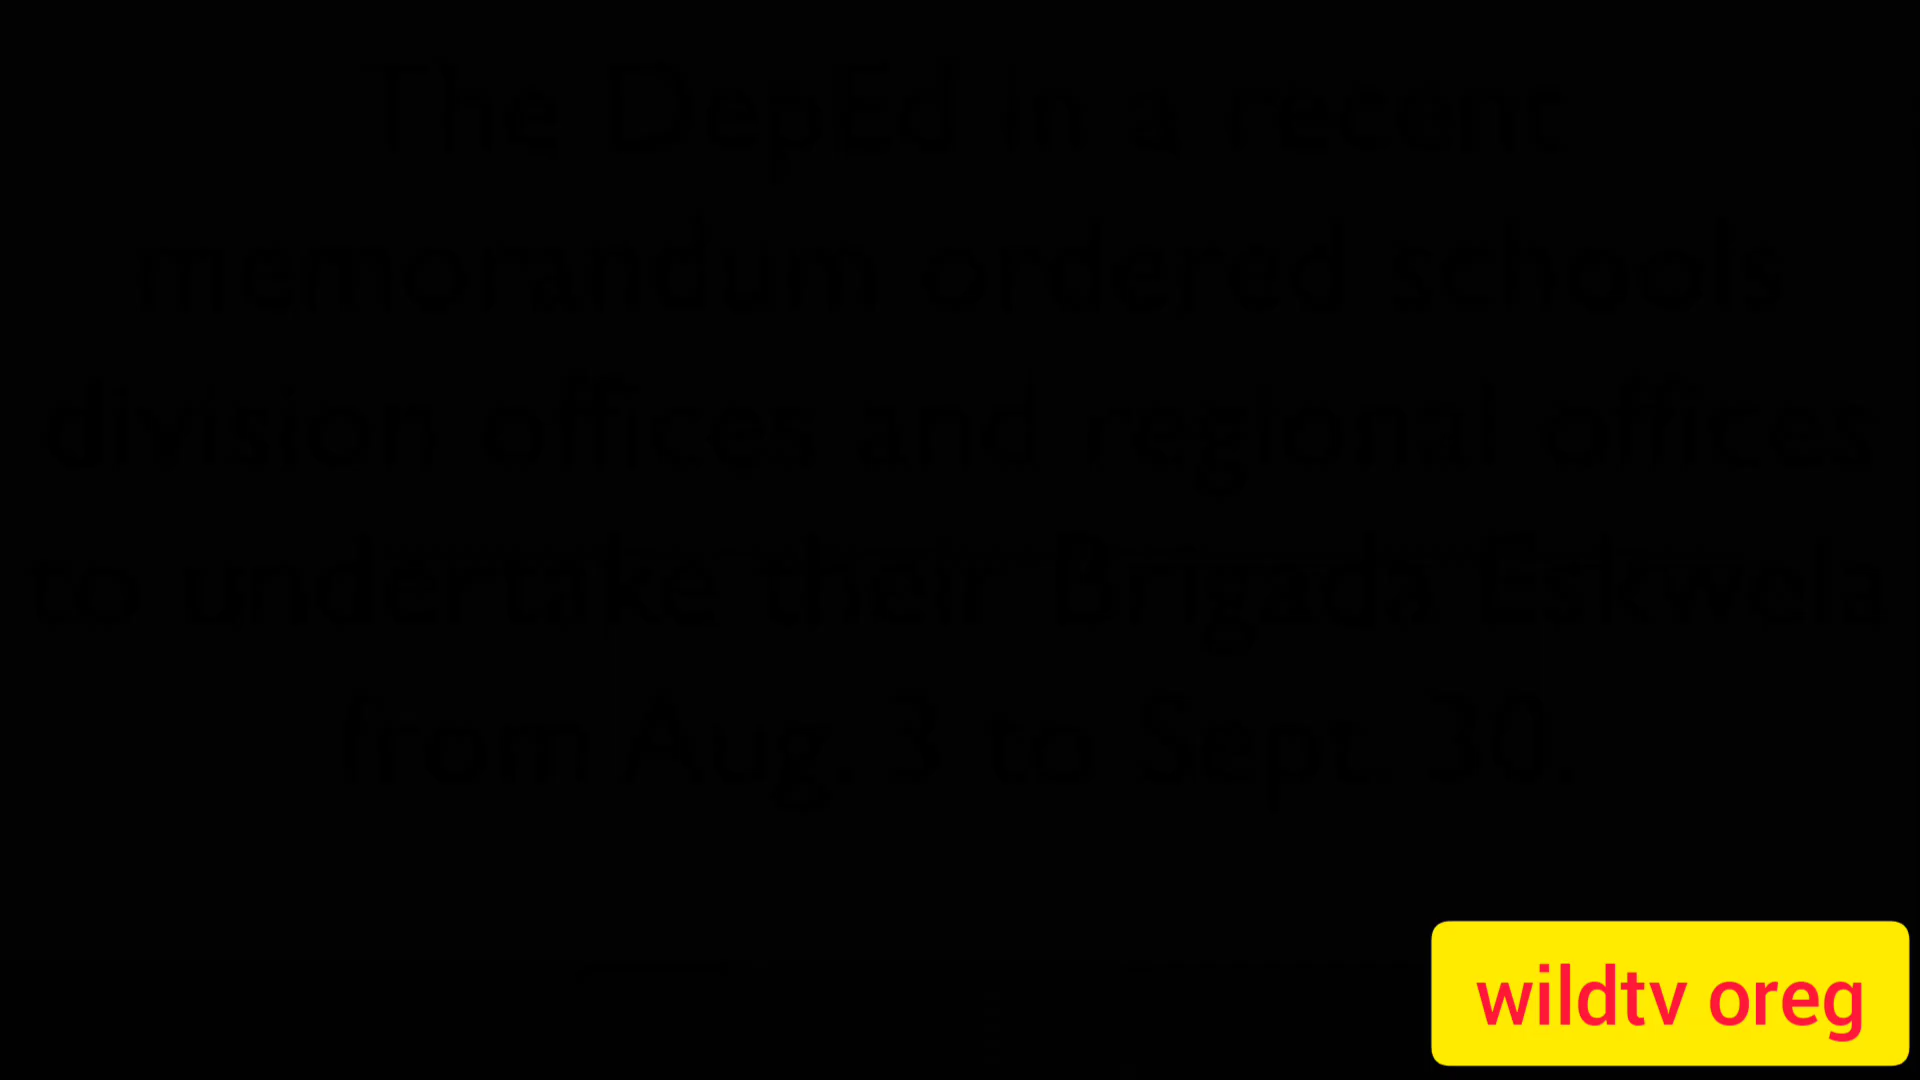 The DepEd in a recent
memorandum ordered schools
division offices and regional offices
to undertake their Brigada Eskwela
from Aug. 3 to Sept. 30.
wildtv oreg